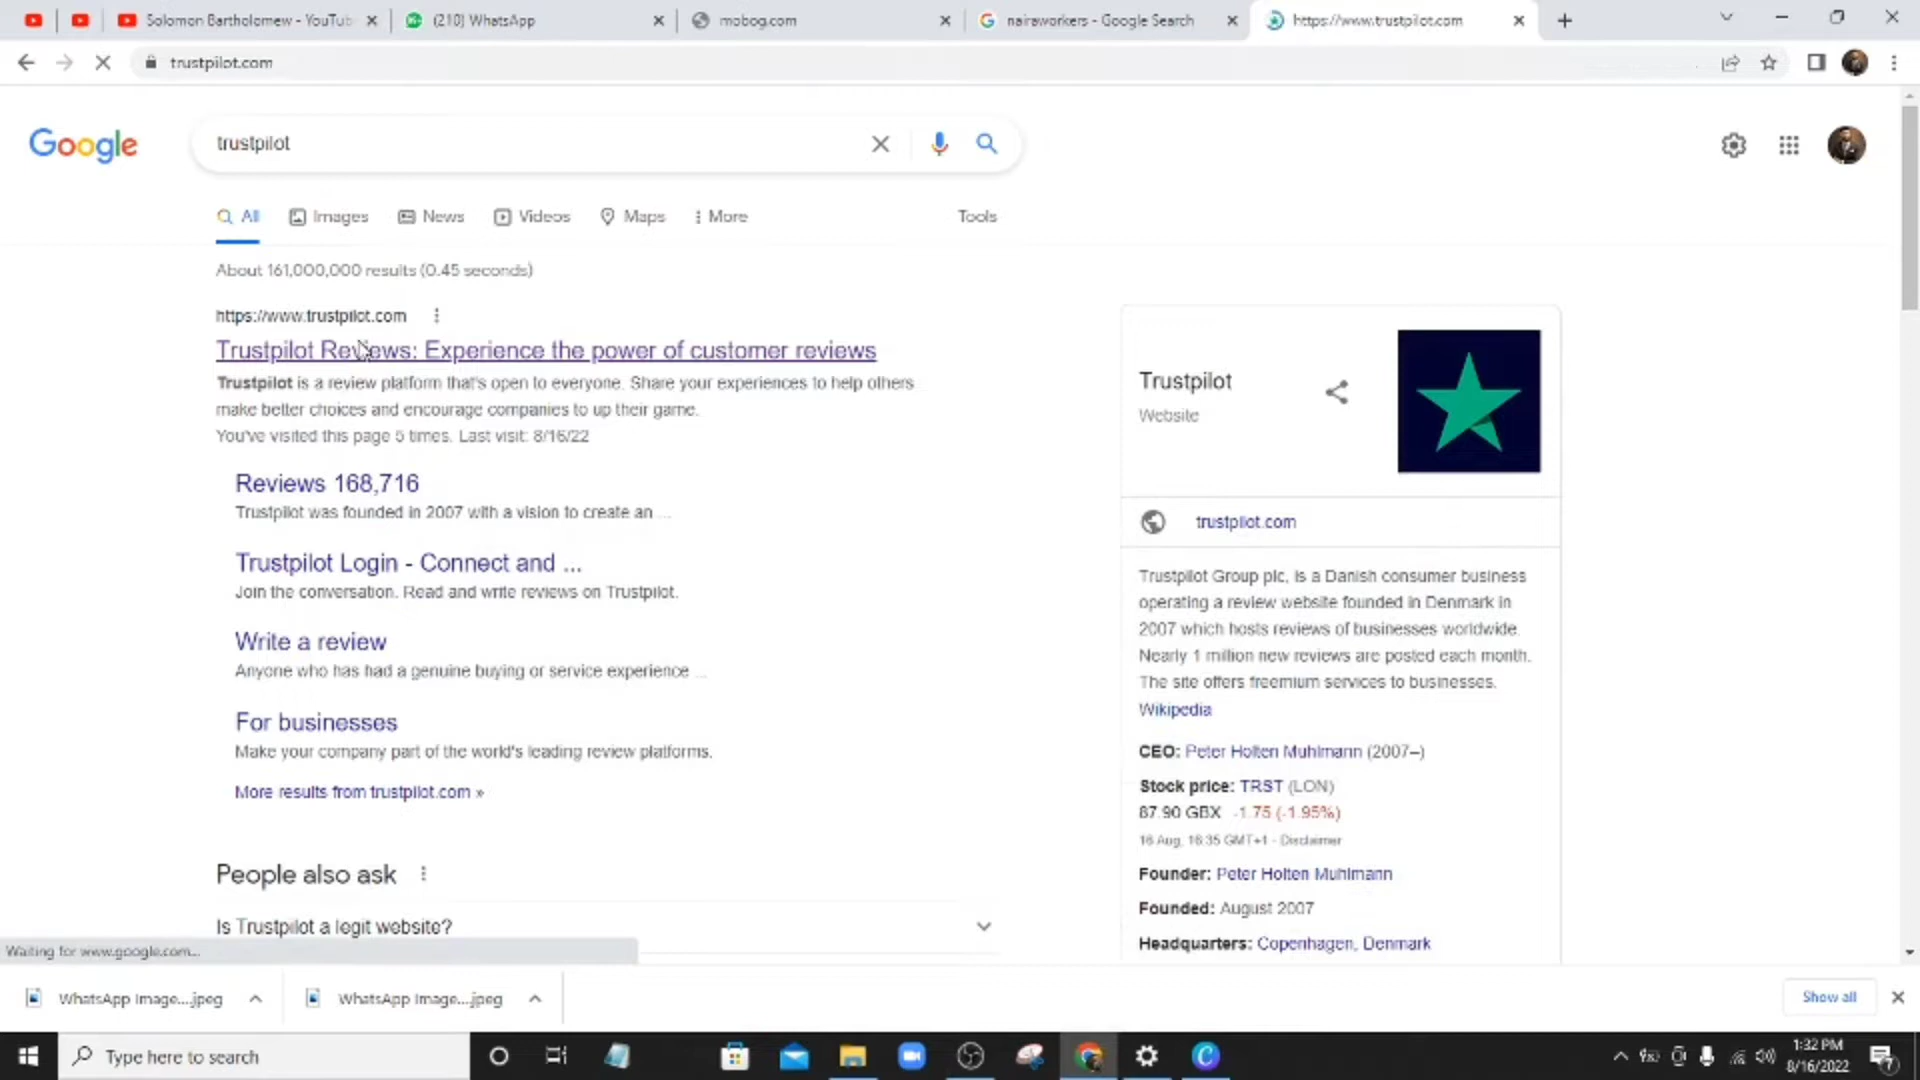 Solomon Bartholomew - YouTub
(210) WhatsApp
mobog.com
nairaworkers - Google Search
https://www.trustpilot.com
trustpilot.com
Google
trustpilot
All
Images
News
Videos
Maps
More
Tools
About 161,000,000 results (0.45 seconds)
https://www.trustpilot.com
Trustpilot Reviews: Experience the power of customer reviews
Trustpilot is a review platform that's open to everyone. Share your experiences to help others
make better choices and encourage companies to up their game.
You've visited this page 5 times. Last visit: 8/16/22
Reviews 168,716
Trustpilot was founded in 2007 with a vision to create an ...
Trustpilot Login - Connect and ...
Join the conversation. Read and write reviews on Trustpilot.
Write a review
Anyone who has had a genuine buying or service experience ...
For businesses
Make your company part of the world's leading review platforms.
More results from trustpilot.com »
People also ask
Is Trustpilot a legit website?
Trustpilot
Website
trustpilot.com
Trustpilot Group plc, is a Danish consumer business
operating a review website founded in Denmark in
2007 which hosts reviews of businesses worldwide.
Nearly 1 million new reviews are posted each month.
The site offers freemium services to businesses.
Wikipedia
CEO: Peter Holten Muhlmann (2007–)
Stock price: TRST (LON)
87.90 GBX -1.75 (-1.95%)
16 Aug, 16:35 GMT+1 - Disclaimer
Founder: Peter Holten Muhlmann
Founded: August 2007
Headquarters: Copenhagen, Denmark
Waiting for www.google.com...
WhatsApp Image....jpeg
WhatsApp Image....jpeg
Show all
Type here to search
1:32 PM
8/16/2022
7